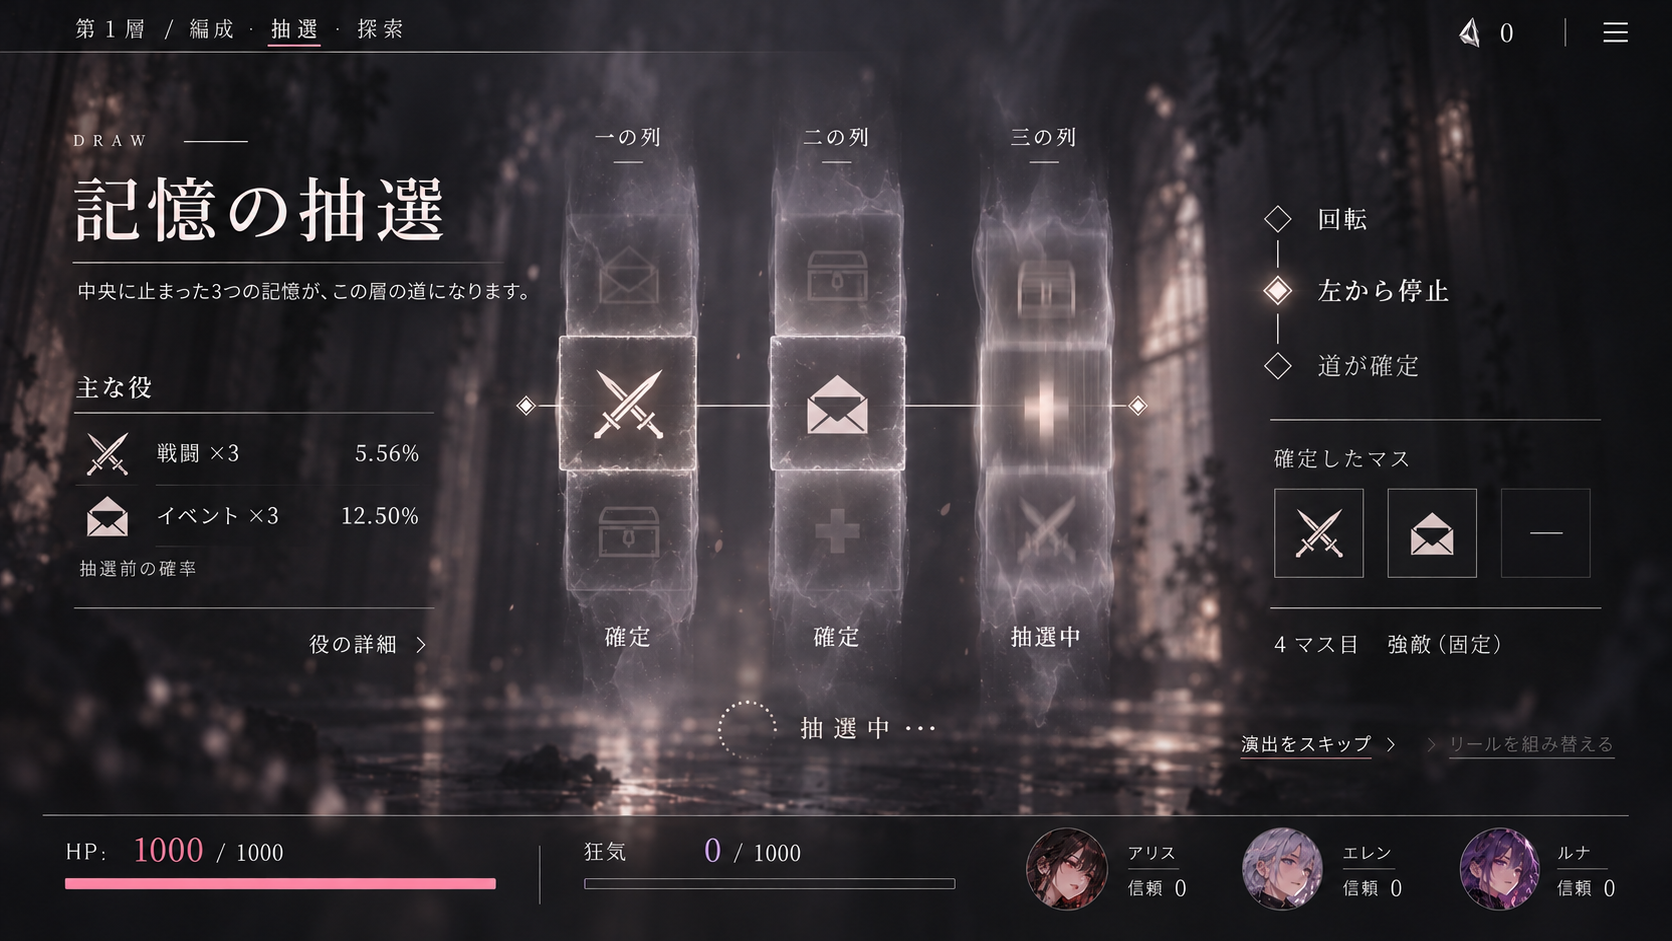 第1層 / 編成 · 抽選 · 探索
0
DRAW
記憶の抽選
中央に止まった3つの記憶が、この層の道になります。
主な役
戦闘 ×3 5.56%
イベント ×3 12.50%
抽選前の確率
役の詳細
一の列
二の列
三の列
確定
確定
抽選中
抽選中 ･･･
回転
左から停止
道が確定
確定したマス
4 マス目 強敵（固定）
演出をスキップ
リールを組み替える
HP: 1000 / 1000
狂気 0 / 1000
アリス
信頼 0
エレン
信頼 0
ルナ
信頼 0